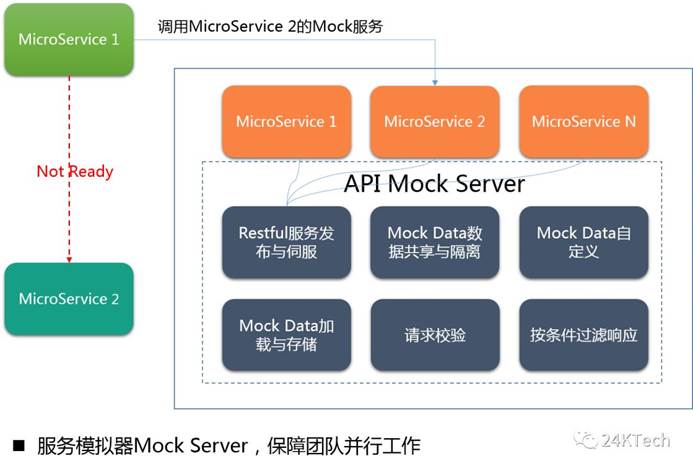 MicroService 1
调用MicroService 2的Mock服务
MicroService 1
MicroService 2
MicroService N
Not Ready
API Mock Server
Restful服务发
布与伺服
Mock Data数
据共享与隔离
Mock Data自
定义
MicroService 2
Mock Data加
载与存储
请求校验
按条件过滤响应
服务模拟器Mock Server，保障团队并行工作
24KTech